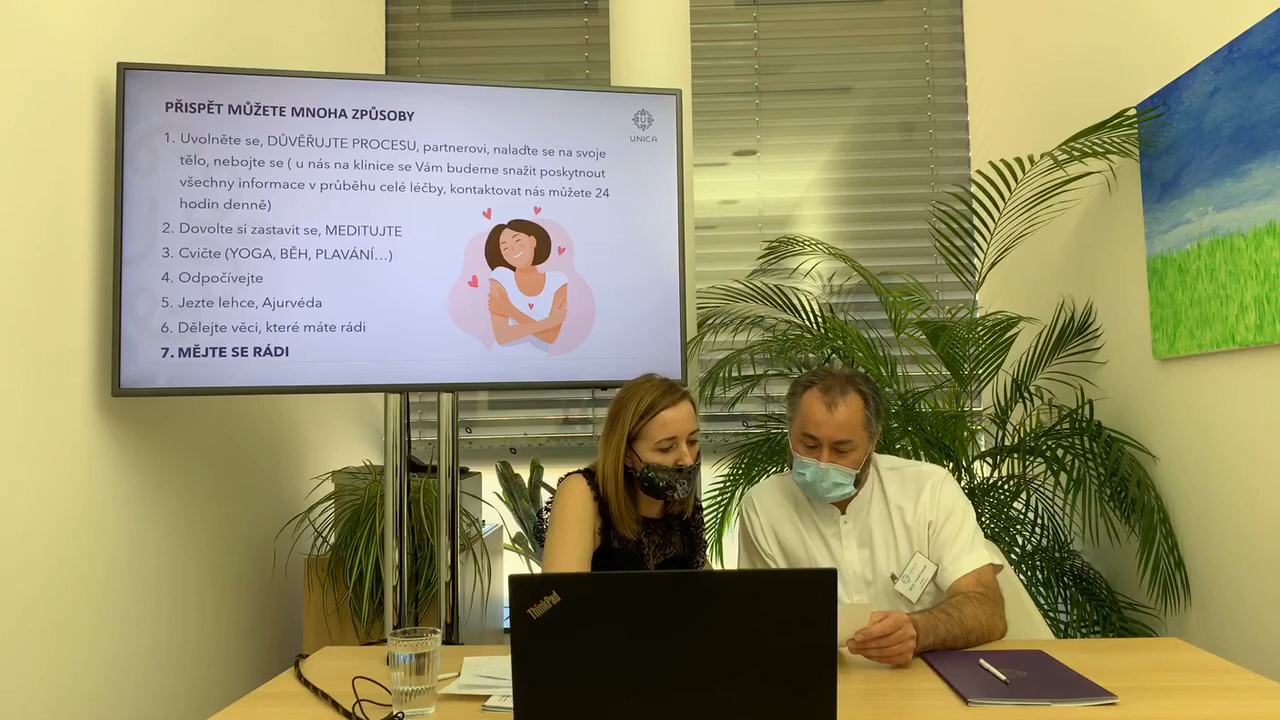 PŘISPĚT MŮŽETE MNOHA ZPŮSOBY
UNICA
1. Uvolněte se, DŮVĚŘUJTE PROCESU, partnerovi, nalaďte se na svoje
tělo, nebojte se ( u nás na klinice se Vám budeme snažit poskytnout
všechny informace v průběhu celé léčby, kontaktovat nás můžete 24
hodin denně)
2. Dovolte si zastavit se, MEDITUJTE
3. Cvičte (YOGA, BĚH, PLAVÁNÍ...)
4. Odpočívejte
5. Jezte lehce, Ajurvéda
6. Dělejte věci, které máte rádi
7. MĚJTE SE RÁDI
ThinkPad